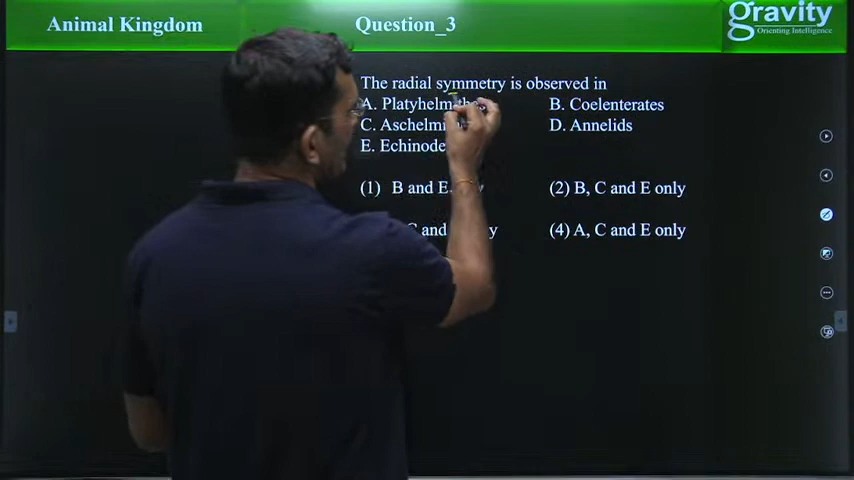 Animal Kingdom Question_3
gravity
Orienting Intelligence
The radial symmetry is observed in
A. B. Coelenterates
C. D. Annelids
E.
(1) B and (2) B, C and E only
C and (4) A, C and E only